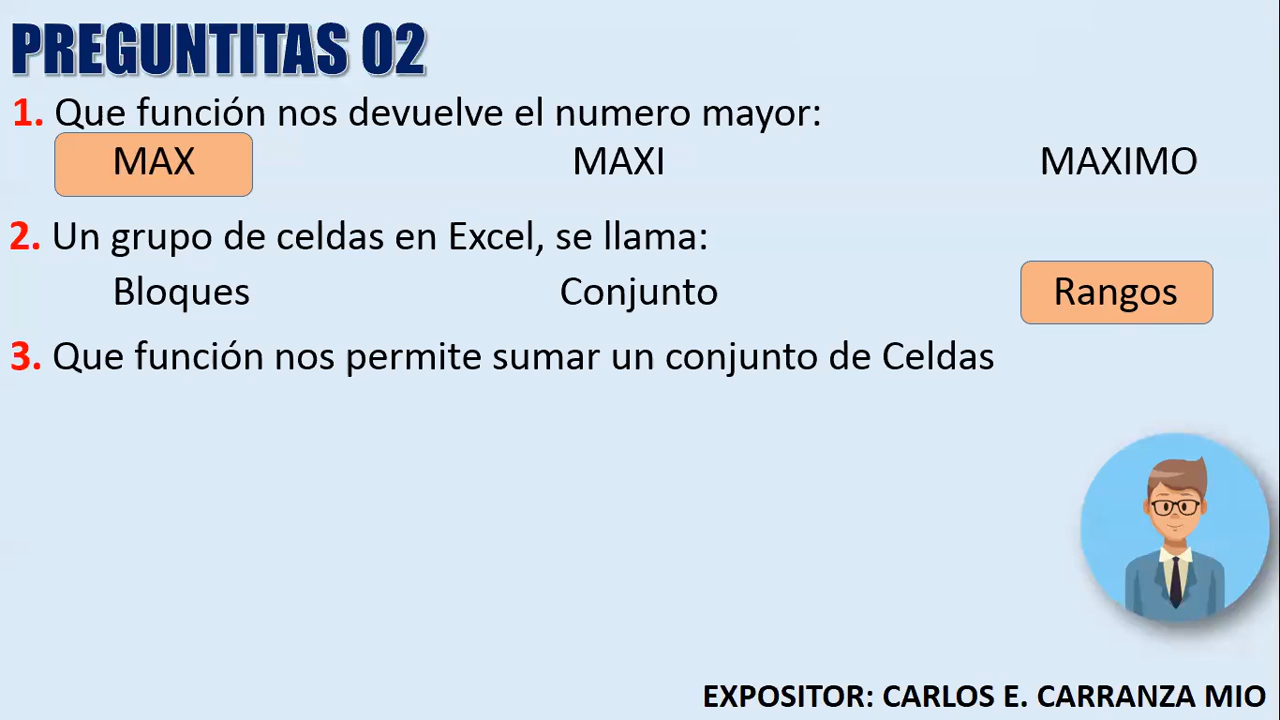 PREGUNTITAS 02
1. Que función nos devuelve el numero mayor:
MAX MAXI MAXIMO
2. Un grupo de celdas en Excel, se llama:
Bloques Conjunto Rangos
3. Que función nos permite sumar un conjunto de Celdas
EXPOSITOR: CARLOS E. CARRANZA MIO